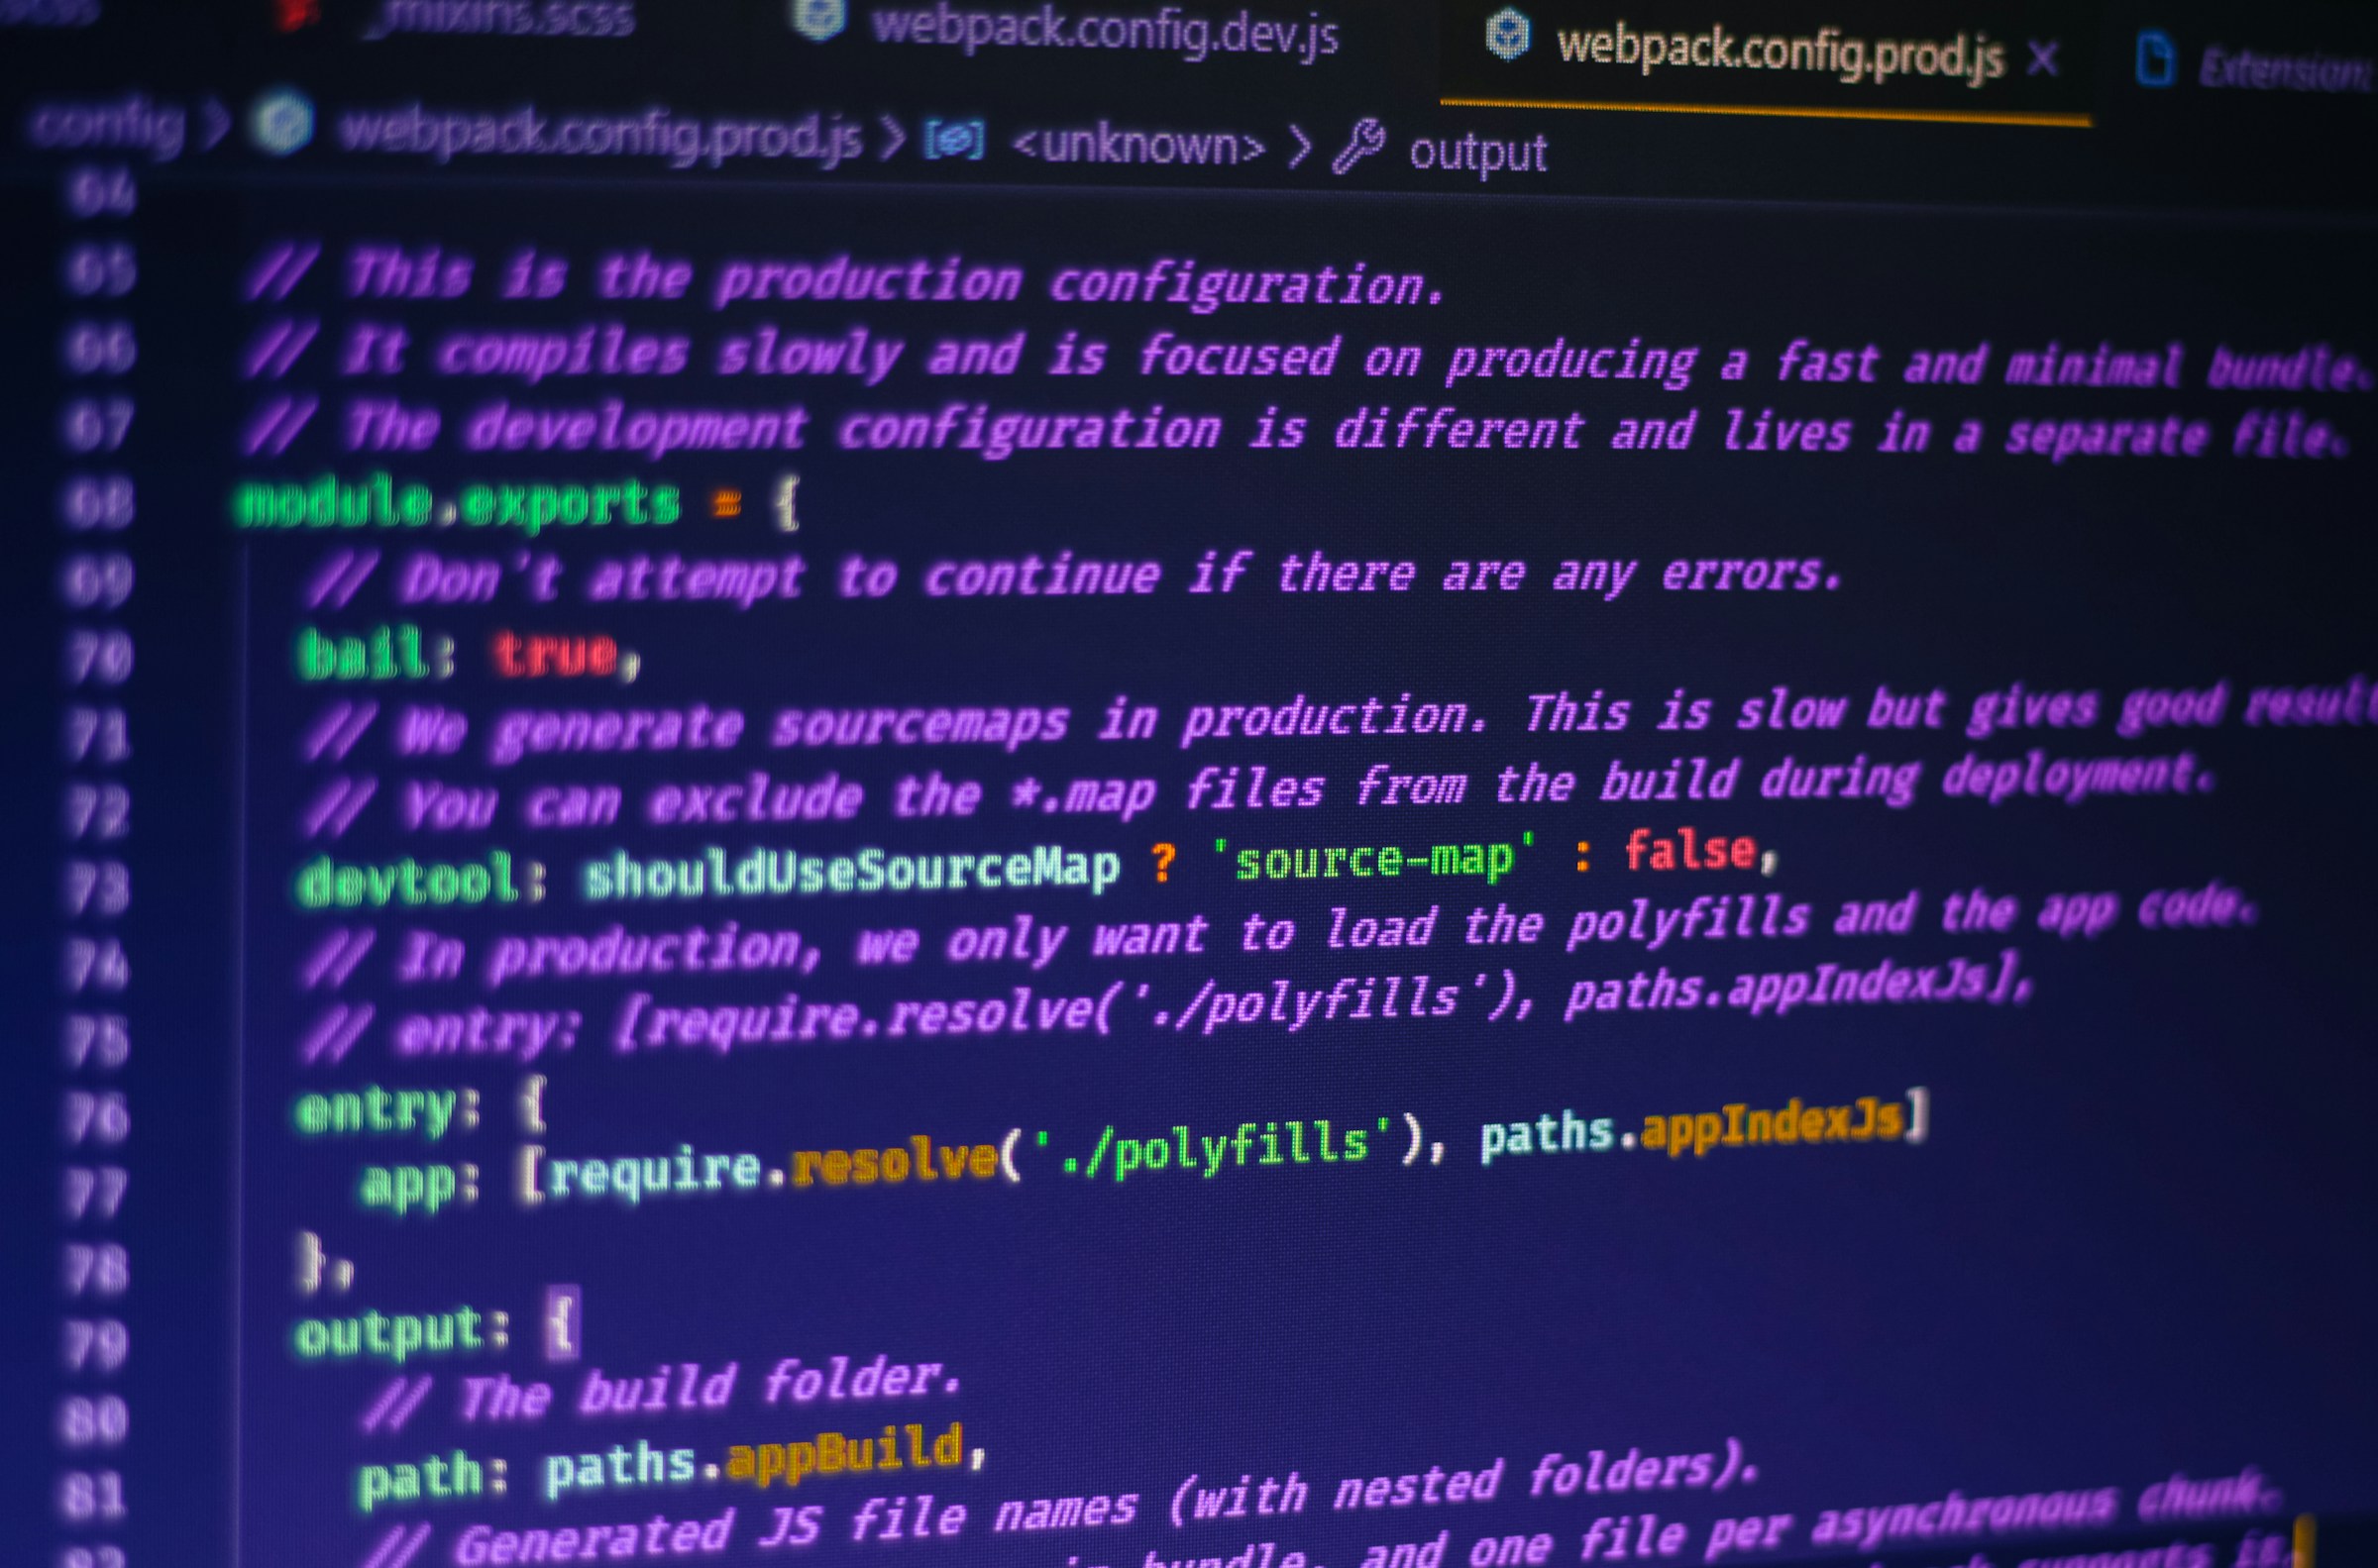 _mixins.scss webpack.config.dev.js webpack.config.prod.js Extension
config > webpack.config.prod.js > <unknown> > output
64
65 // This is the production configuration.
66 // It compiles slowly and is focused on producing a fast and minimal bundle.
67 // The development configuration is different and lives in a separate file.
68 module.exports = {
69 // Don't attempt to continue if there are any errors.
70 bail: true,
71 // We generate sourcemaps in production. This is slow but gives good result
72 // You can exclude the *.map files from the build during deployment.
73 devtool: shouldUseSourceMap ? 'source-map' : false,
74 // In production, we only want to load the polyfills and the app code.
75 // entry: [require.resolve('./polyfills'), paths.appIndexJs],
76 entry: {
77 app: [require.resolve('./polyfills'), paths.appIndexJs]
78 },
79 output: {
80 // The build folder.
81 path: paths.appBuild,
82 // Generated JS file names (with nested folders).
bundle, and one file per asynchronous chunk.
supports